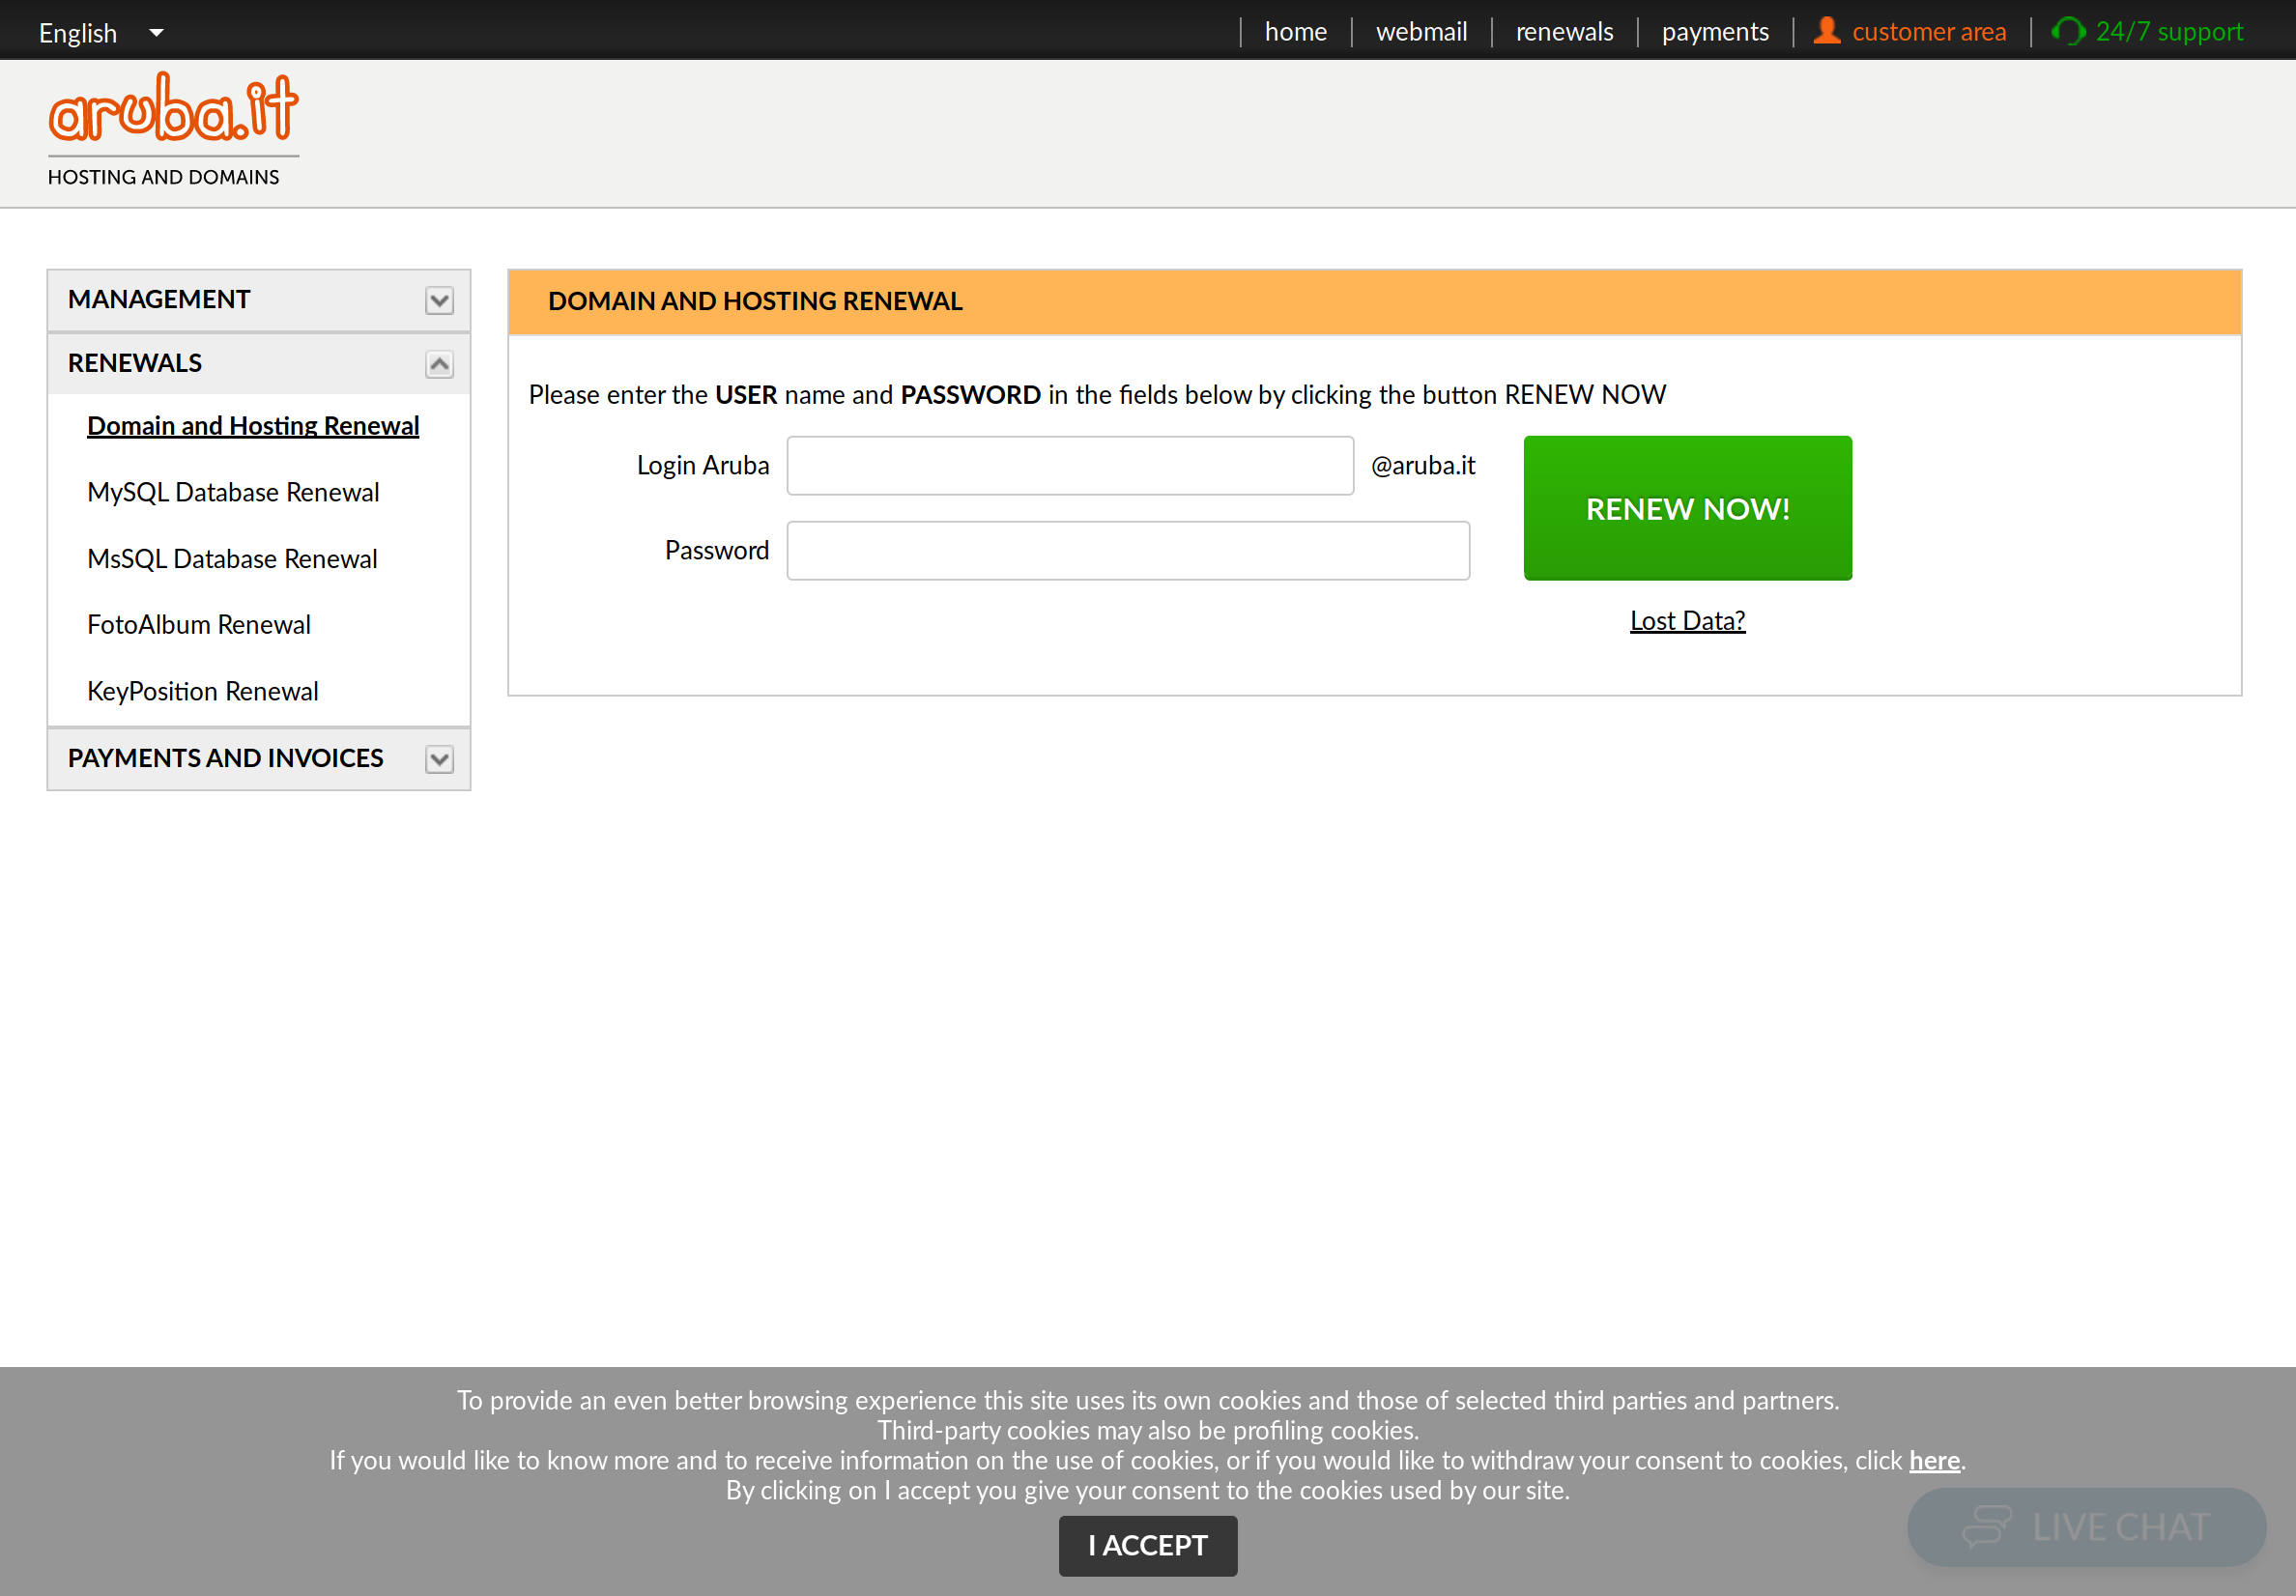 English
home
webmail
renewals
payments
customer area
24/7 support
aruba.it
HOSTING AND DOMAINS
MANAGEMENT
RENEWALS
Domain and Hosting Renewal
MySQL Database Renewal
MsSQL Database Renewal
FotoAlbum Renewal
KeyPosition Renewal
PAYMENTS AND INVOICES
DOMAIN AND HOSTING RENEWAL
Please enter the USER name and PASSWORD in the fields below by clicking the button RENEW NOW
Login Aruba
@aruba.it
Password
RENEW NOW!
Lost Data?
To provide an even better browsing experience this site uses its own cookies and those of selected third parties and partners.
Third-party cookies may also be profiling cookies.
If you would like to know more and to receive information on the use of cookies, or if you would like to withdraw your consent to cookies, click here.
By clicking on I accept you give your consent to the cookies used by our site.
I ACCEPT
LIVE CHAT